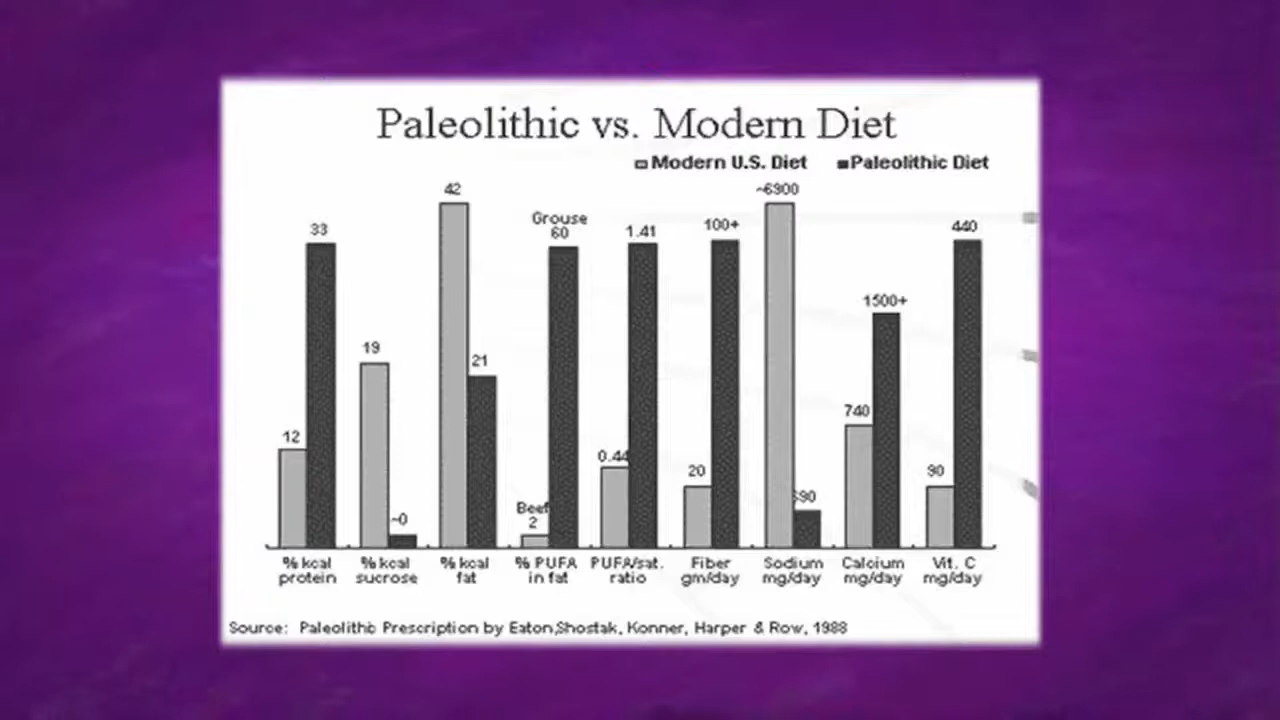 Paleolithic vs. Modern Diet
Modern U.S. Diet Paleolithic Diet
12
33
19
~0
42
21
Beef
2
Grouse
60
0.44
1.41
20
100+
~6900
740
1500+
90
440
% kcal
protein
% kcal
sucrose
% kcal
fat
% PUFA
in fat
PUFA/sat.
ratio
Fiber
gm/day
Sodium
mg/day
Calcium
mg/day
Vit. C
mg/day
Source: Paleolithic Prescription by Eaton,Shostak, Konner, Harper & Row, 1988